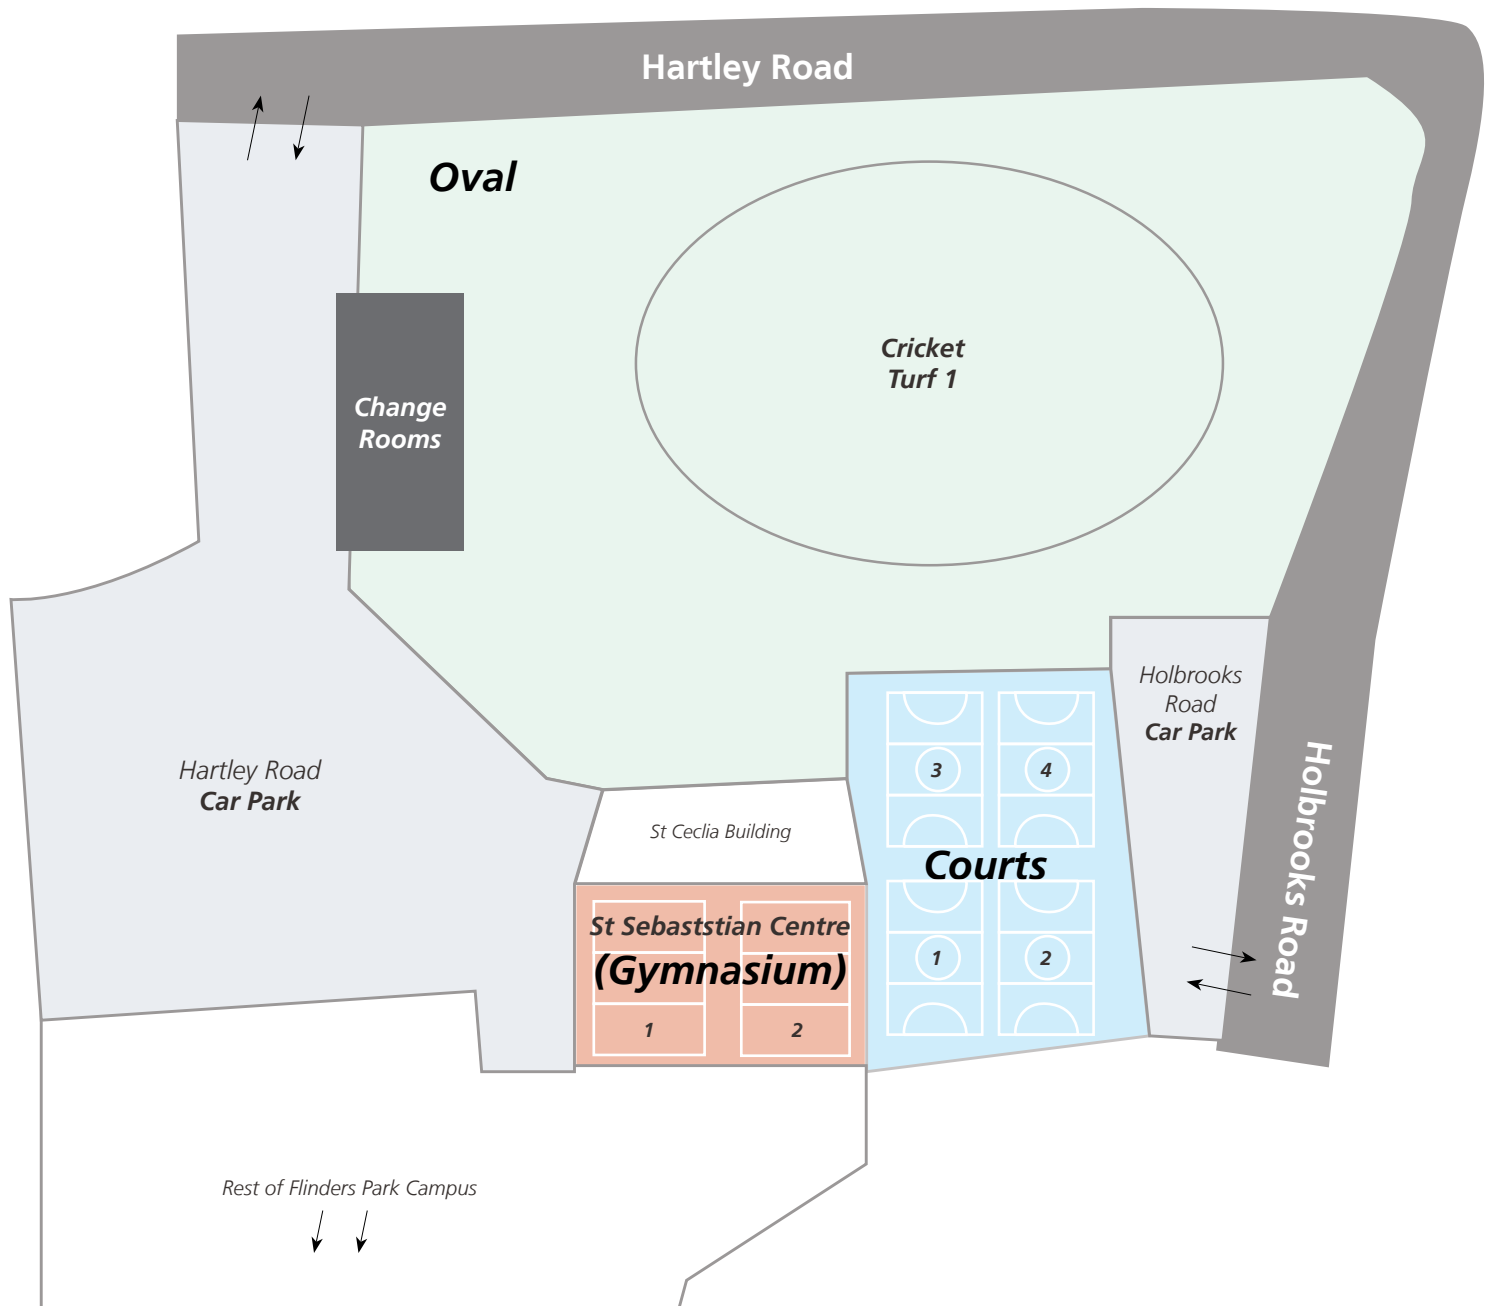 Hartley Road
Oval
Cricket
Turf 1
Change
Rooms
Holbrooks
Road
Car Park
Holbrooks Road
Hartley Road
Car Park
3
4
St Ceclia Building
Courts
St Sebaststian Centre
(Gymnasium)
1
2
1
2
Rest of Flinders Park Campus